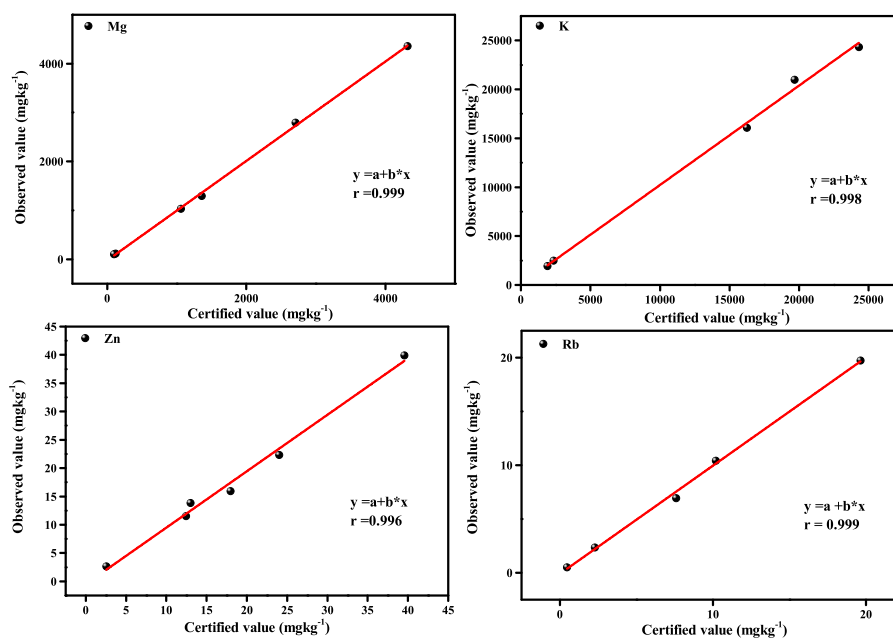 Mg
4000
2000
0
Observed value (mgkg⁻¹)
y =a+b*x
r =0.999
0 2000 4000
Certified value (mgkg⁻¹)
K
25000
20000
15000
10000
5000
0
Observed value (mgkg⁻¹)
y =a+b*x
r =0.998
0 5000 10000 15000 20000 25000
Certified value (mgkg⁻¹)
Zn
45
40
35
30
25
20
15
10
5
0
Observed value (mgkg⁻¹)
y =a+b*x
r =0.996
0 5 10 15 20 25 30 35 40 45
Certified value (mgkg⁻¹)
Rb
20
10
0
Observed value (mgkg⁻¹)
y =a +b*x
r = 0.999
0 10 20
Certified value (mgkg⁻¹)